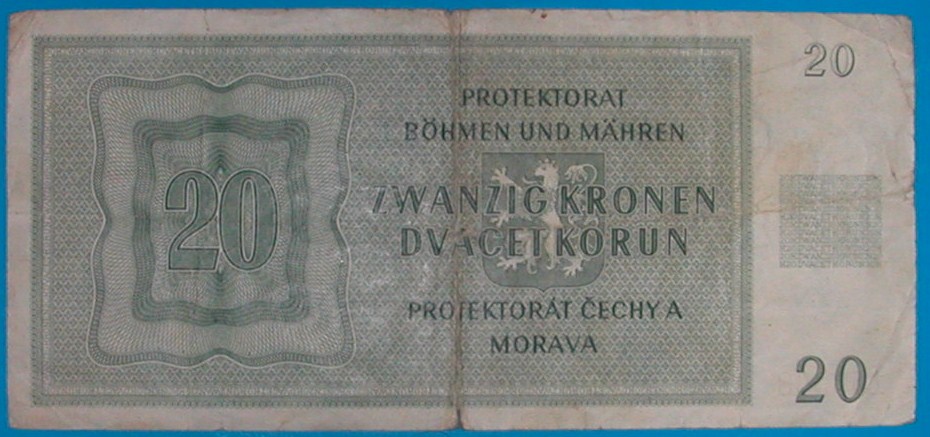 20
PROTEKTORAT
BÖHMEN UND MÄHREN
20
ZWANZIG KRONEN
DVACET KORUN
PROTEKTORÁT ČECHY A
MORAVA
20